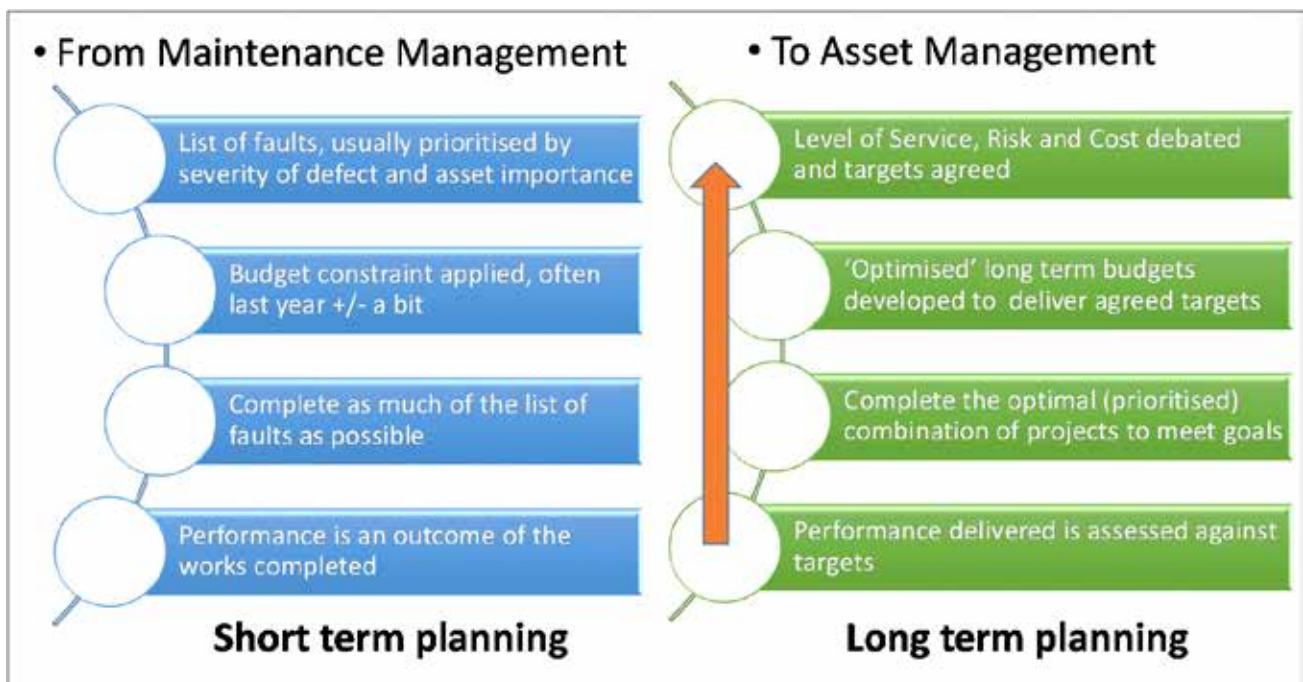 • From Maintenance Management
List of faults, usually prioritised by
severity of defect and asset importance
Budget constraint applied, often
last year +/- a bit
Complete as much of the list of
faults as possible
Performance is an outcome of the
works completed
Short term planning
• To Asset Management
Level of Service, Risk and Cost debated
and targets agreed
‘Optimised’ long term budgets
developed to deliver agreed targets
Complete the optimal (prioritised)
combination of projects to meet goals
Performance delivered is assessed against
targets
Long term planning